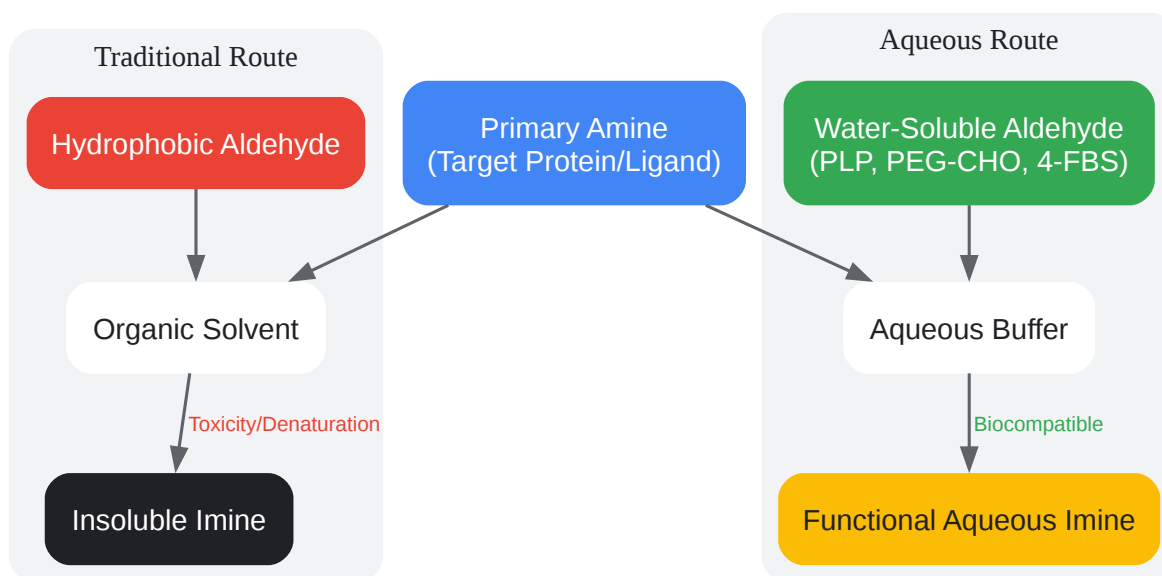 Traditional Route
Aqueous Route
Hydrophobic Aldehyde
Primary Amine
(Target Protein/Ligand)
Water-Soluble Aldehyde
(PLP, PEG-CHO, 4-FBS)
Organic Solvent
Aqueous Buffer
Toxicity/Denaturation
Biocompatible
Insoluble Imine
Functional Aqueous Imine